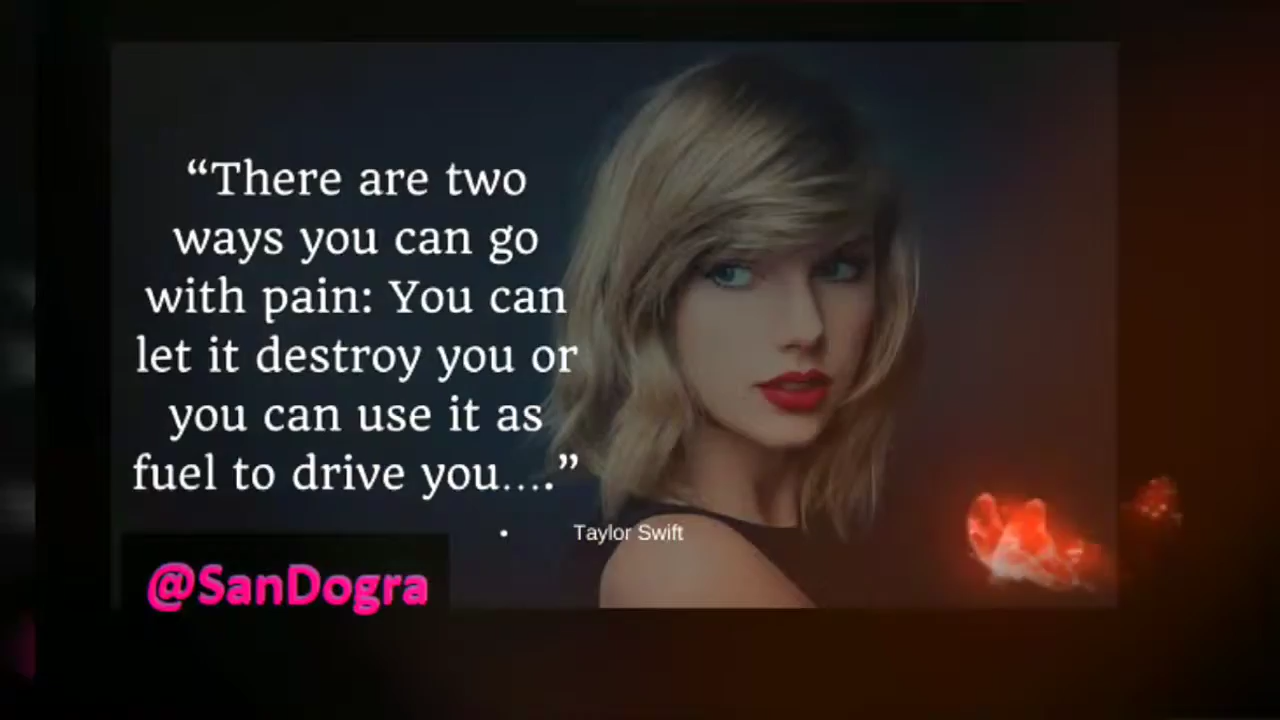 “There are two
ways you can go
with pain: You can
let it destroy you or
you can use it as
fuel to drive you....”
• Taylor Swift
@SanDogra